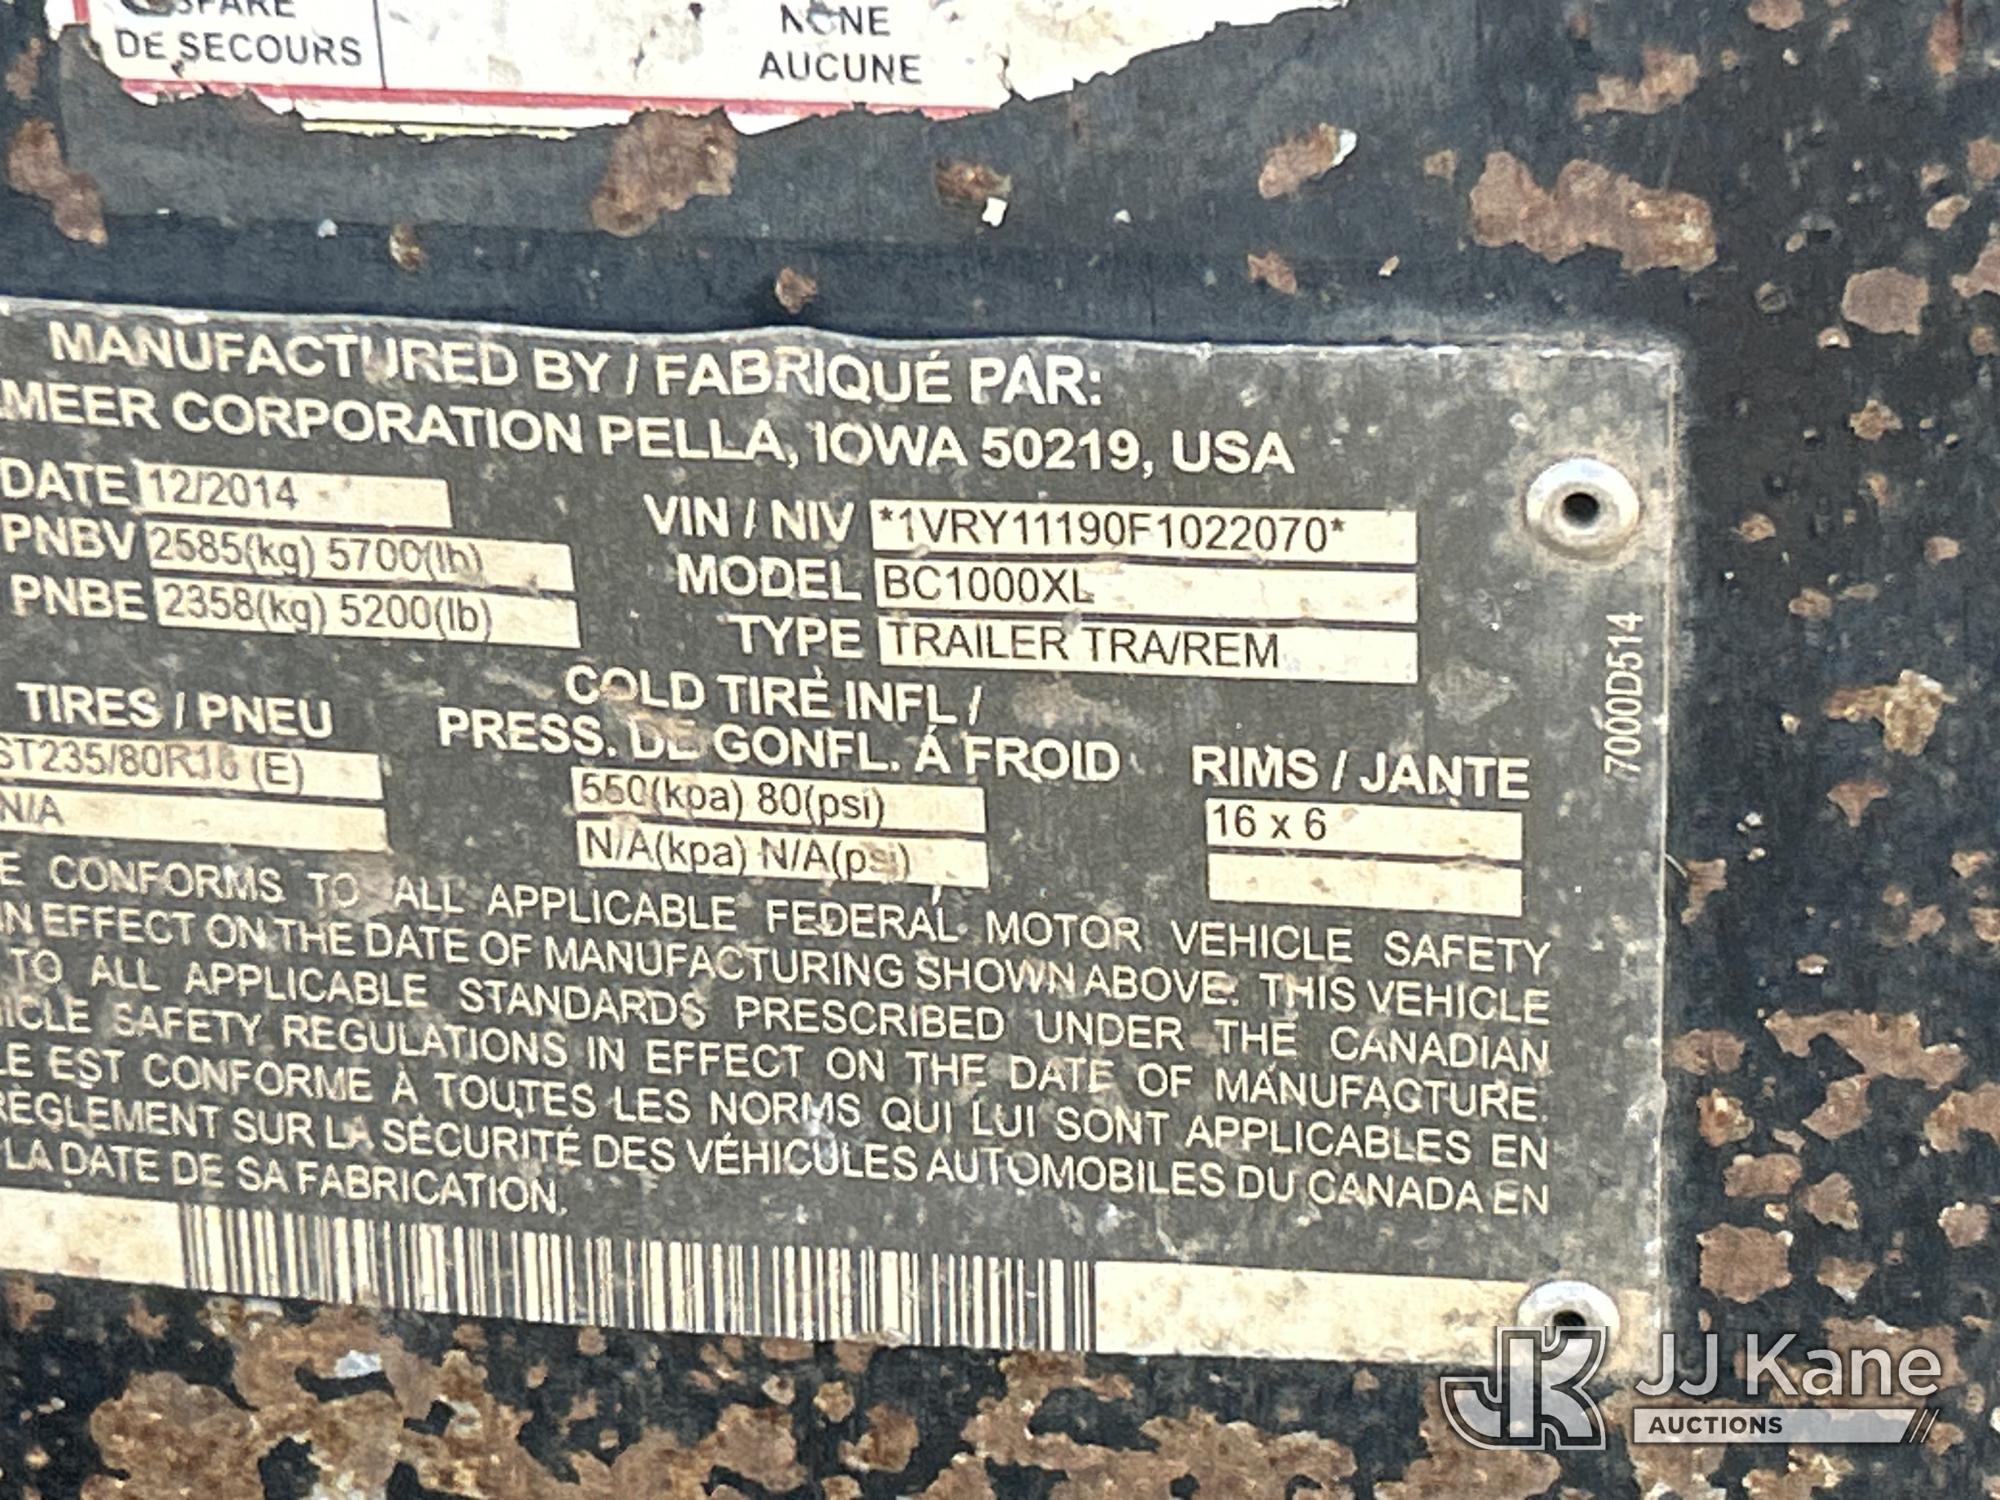 SPARE
DE SECOURS
NONE
AUCUNE
MANUFACTURED BY / FABRIQUÉ PAR:
MEER CORPORATION PELLA, IOWA 50219, USA
DATE 12/2014
VIN / NIV *1VRY11190F1022070*
PNBV 2585(kg) 5700(lb)
MODEL BC1000XL
PNBE 2358(kg) 5200(lb)
TYPE TRAILER TRA/REM
7000D514
TIRES / PNEU
COLD TIRE INFL /
PRESS. DE GONFL. À FROID
RIMS / JANTE
ST235/80R16 (E)
550(kpa) 80(psi)
16 x 6
N/A
N/A(kpa) N/A(psi)
E CONFORMS TO ALL APPLICABLE FEDERAL MOTOR VEHICLE SAFETY
IN EFFECT ON THE DATE OF MANUFACTURING SHOWN ABOVE. THIS VEHICLE
TO ALL APPLICABLE STANDARDS PRESCRIBED UNDER THE CANADIAN
ICLE SAFETY REGULATIONS IN EFFECT ON THE DATE OF MANUFACTURE.
LE EST CONFORME À TOUTES LES NORMS QUI LUI SONT APPLICABLES EN
RÈGLEMENT SUR LA SÉCURITÉ DES VÉHICULES AUTOMOBILES DU CANADA EN
LA DATE DE SA FABRICATION.
JK JJ Kane
AUCTIONS